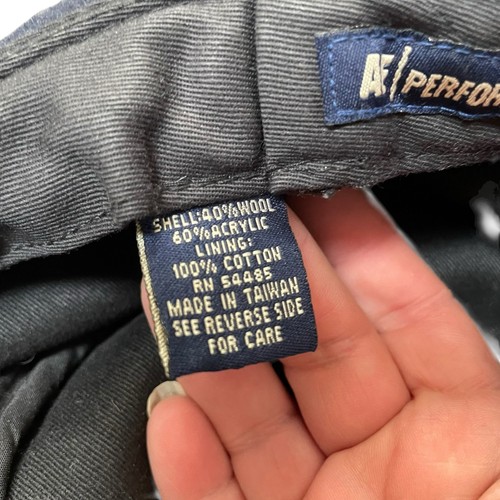 AE/PERFOR
SHELL:40%WOOL
60%ACRYLIC
LINING:
100% COTTON
RN 54485
MADE IN TAIWAN
SEE REVERSE SIDE
FOR CARE